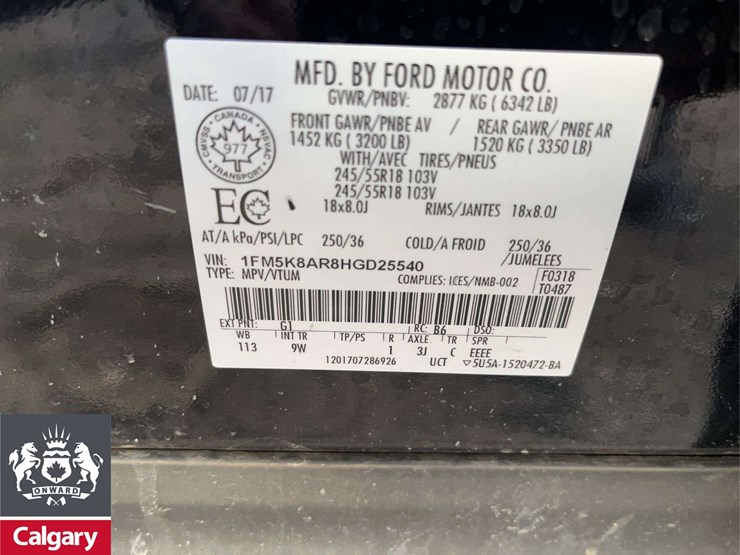 MFD. BY FORD MOTOR CO.
DATE: 07/17
GVWR/PNBV: 2877 KG ( 6342 LB)
FRONT GAWR/PNBE AV / REAR GAWR/ PNBE AR
1452 KG ( 3200 LB) 1520 KG ( 3350 LB)
WITH/AVEC TIRES/PNEUS
245/55R18 103V
245/55R18 103V
18x8.0J RIMS/JANTES 18x8.0J
CANADA
CMVSS NSVAC
977
TRANSPORT
EC
AT/A kPa/PSI/LPC 250/36 COLD/A FROID 250/36
/JUMELEES
VIN: 1FM5K8AR8HGD25540
TYPE: MPV/VTUM COMPLIES: ICES/NMB-002
F0318
T0487
EXT PNT: G1 RC: B6 DSO:
WB INT TR TP/PS R AXLE TR SPR
113 9W 1 3J C EEEE
1201707286926 UCT ▽5U5A-1520472-BA
ONWARD
Calgary